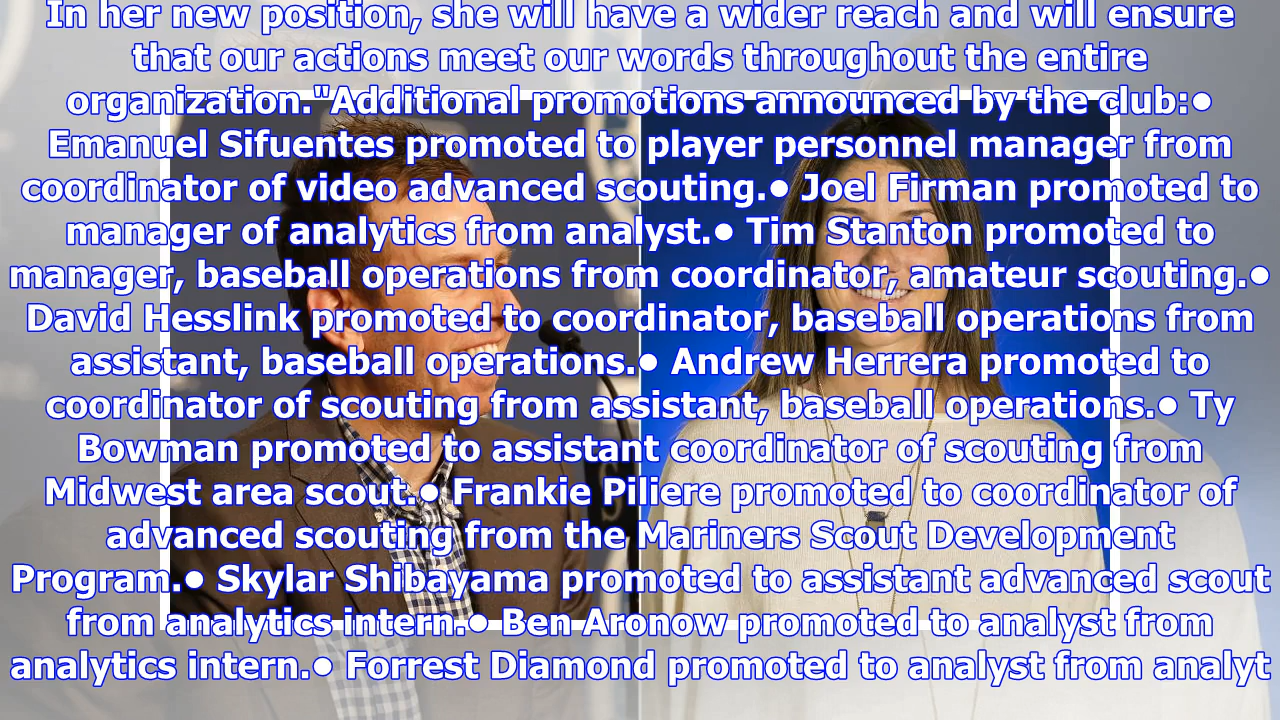 In her new position, she will have a wider reach and will ensure
that our actions meet our words throughout the entire
organization."Additional promotions announced by the club:●
Emanuel Sifuentes promoted to player personnel manager from
coordinator of video advanced scouting.● Joel Firman promoted to
manager of analytics from analyst.● Tim Stanton promoted to
manager, baseball operations from coordinator, amateur scouting.●
David Hesslink promoted to coordinator, baseball operations from
assistant, baseball operations.● Andrew Herrera promoted to
coordinator of scouting from assistant, baseball operations.● Ty
Bowman promoted to assistant coordinator of scouting from
Midwest area scout.● Frankie Piliere promoted to coordinator of
advanced scouting from the Mariners Scout Development
Program.● Skylar Shibayama promoted to assistant advanced scout
from analytics intern.● Ben Aronow promoted to analyst from
analytics intern.● Forrest Diamond promoted to analyst from analyt